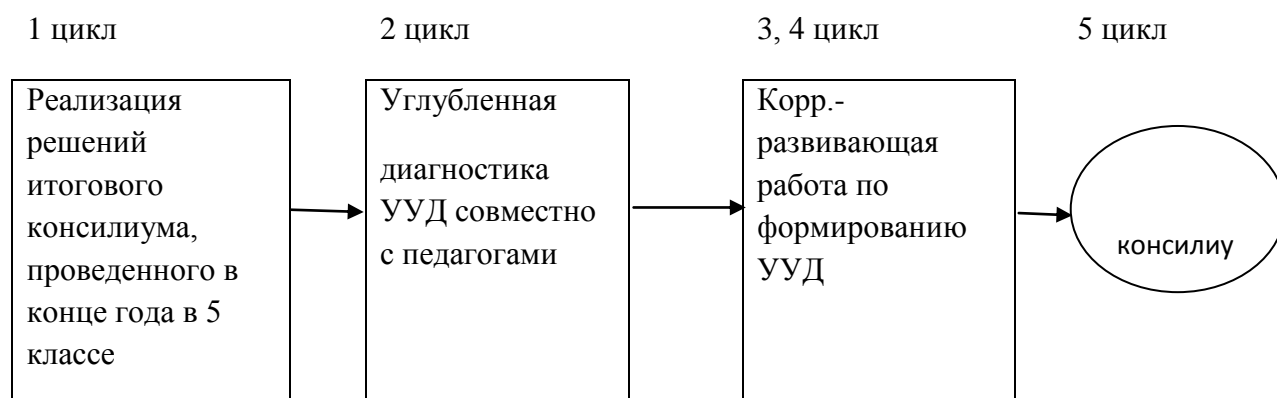 1 цикл
2 цикл
3, 4 цикл
5 цикл
Реализация
решений
итогового
консилиума,
проведенного в
конце года в 5
классе
Углубленная
диагностика
УУД совместно
с педагогами
Корр.-
развивающая
работа по
формированию
УУД
консилиу